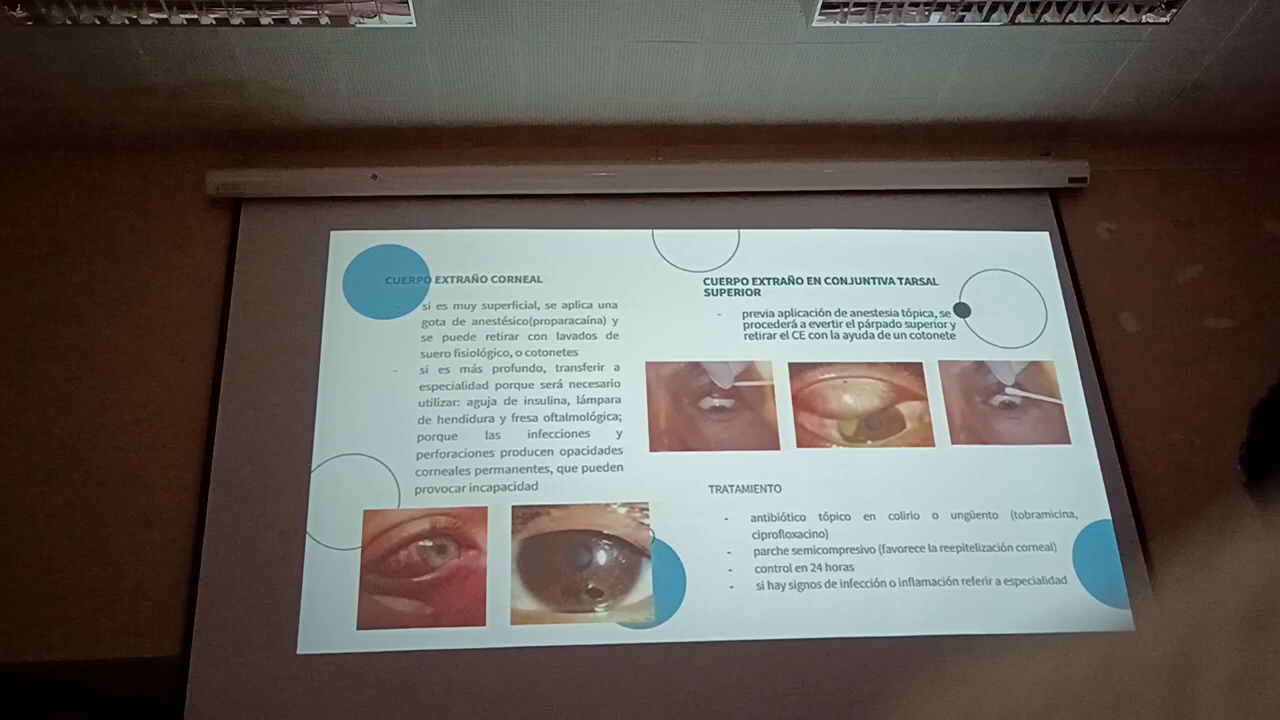 CUERPO EXTRAÑO CORNEAL
- si es muy superficial, se aplica una
gota de anestésico(proparacaína) y
se puede retirar con lavados de
suero fisiológico, o cotonetes
- si es más profundo, transferir a
especialidad porque será necesario
utilizar: aguja de insulina, lámpara
de hendidura y fresa oftalmológica;
porque las infecciones y
perforaciones producen opacidades
corneales permanentes, que pueden
provocar incapacidad
CUERPO EXTRAÑO EN CONJUNTIVA TARSAL
SUPERIOR
- previa aplicación de anestesia tópica, se
procederá a evertir el párpado superior y
retirar el CE con la ayuda de un cotonete
TRATAMIENTO
- antibiótico tópico en colirio o ungüento (tobramicina,
ciprofloxacino)
- parche semicompresivo (favorece la reepitelización corneal)
- control en 24 horas
- si hay signos de infección o inflamación referir a especialidad